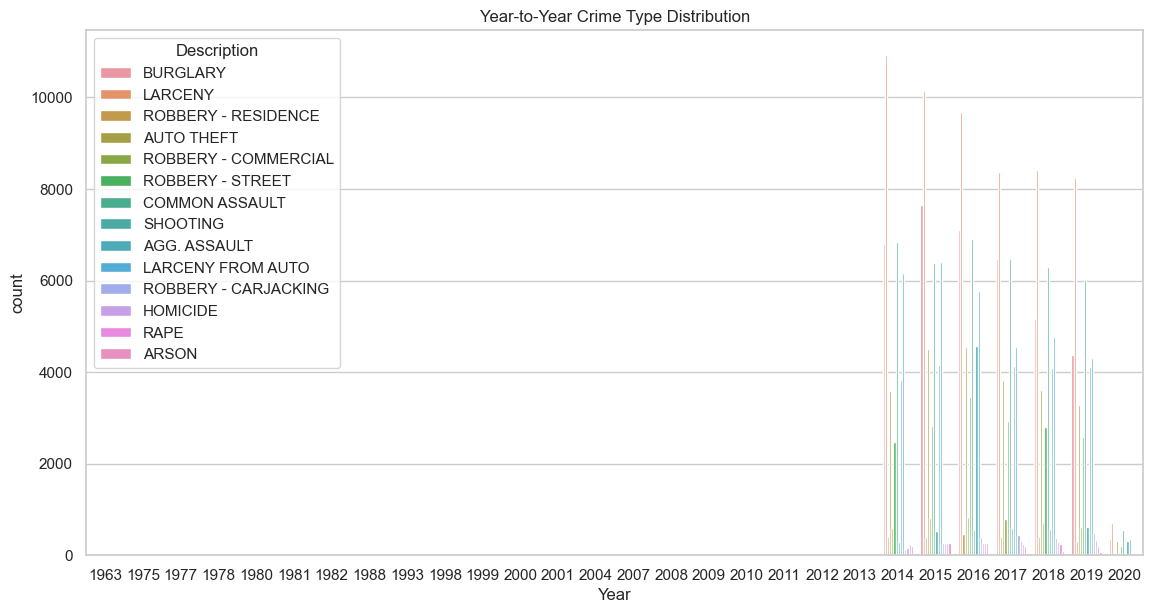 Year-to-Year Crime Type Distribution
Description
BURGLARY
LARCENY
ROBBERY - RESIDENCE
AUTO THEFT
ROBBERY - COMMERCIAL
ROBBERY - STREET
COMMON ASSAULT
SHOOTING
AGG. ASSAULT
LARCENY FROM AUTO
ROBBERY - CARJACKING
HOMICIDE
RAPE
ARSON
count
10000
8000
6000
4000
2000
0
1963 1975 1977 1978 1980 1981 1982 1988 1993 1998 1999 2000 2001 2004 2007 2008 2009 2010 2011 2012 2013 2014 2015 2016 2017 2018 2019 2020
Year